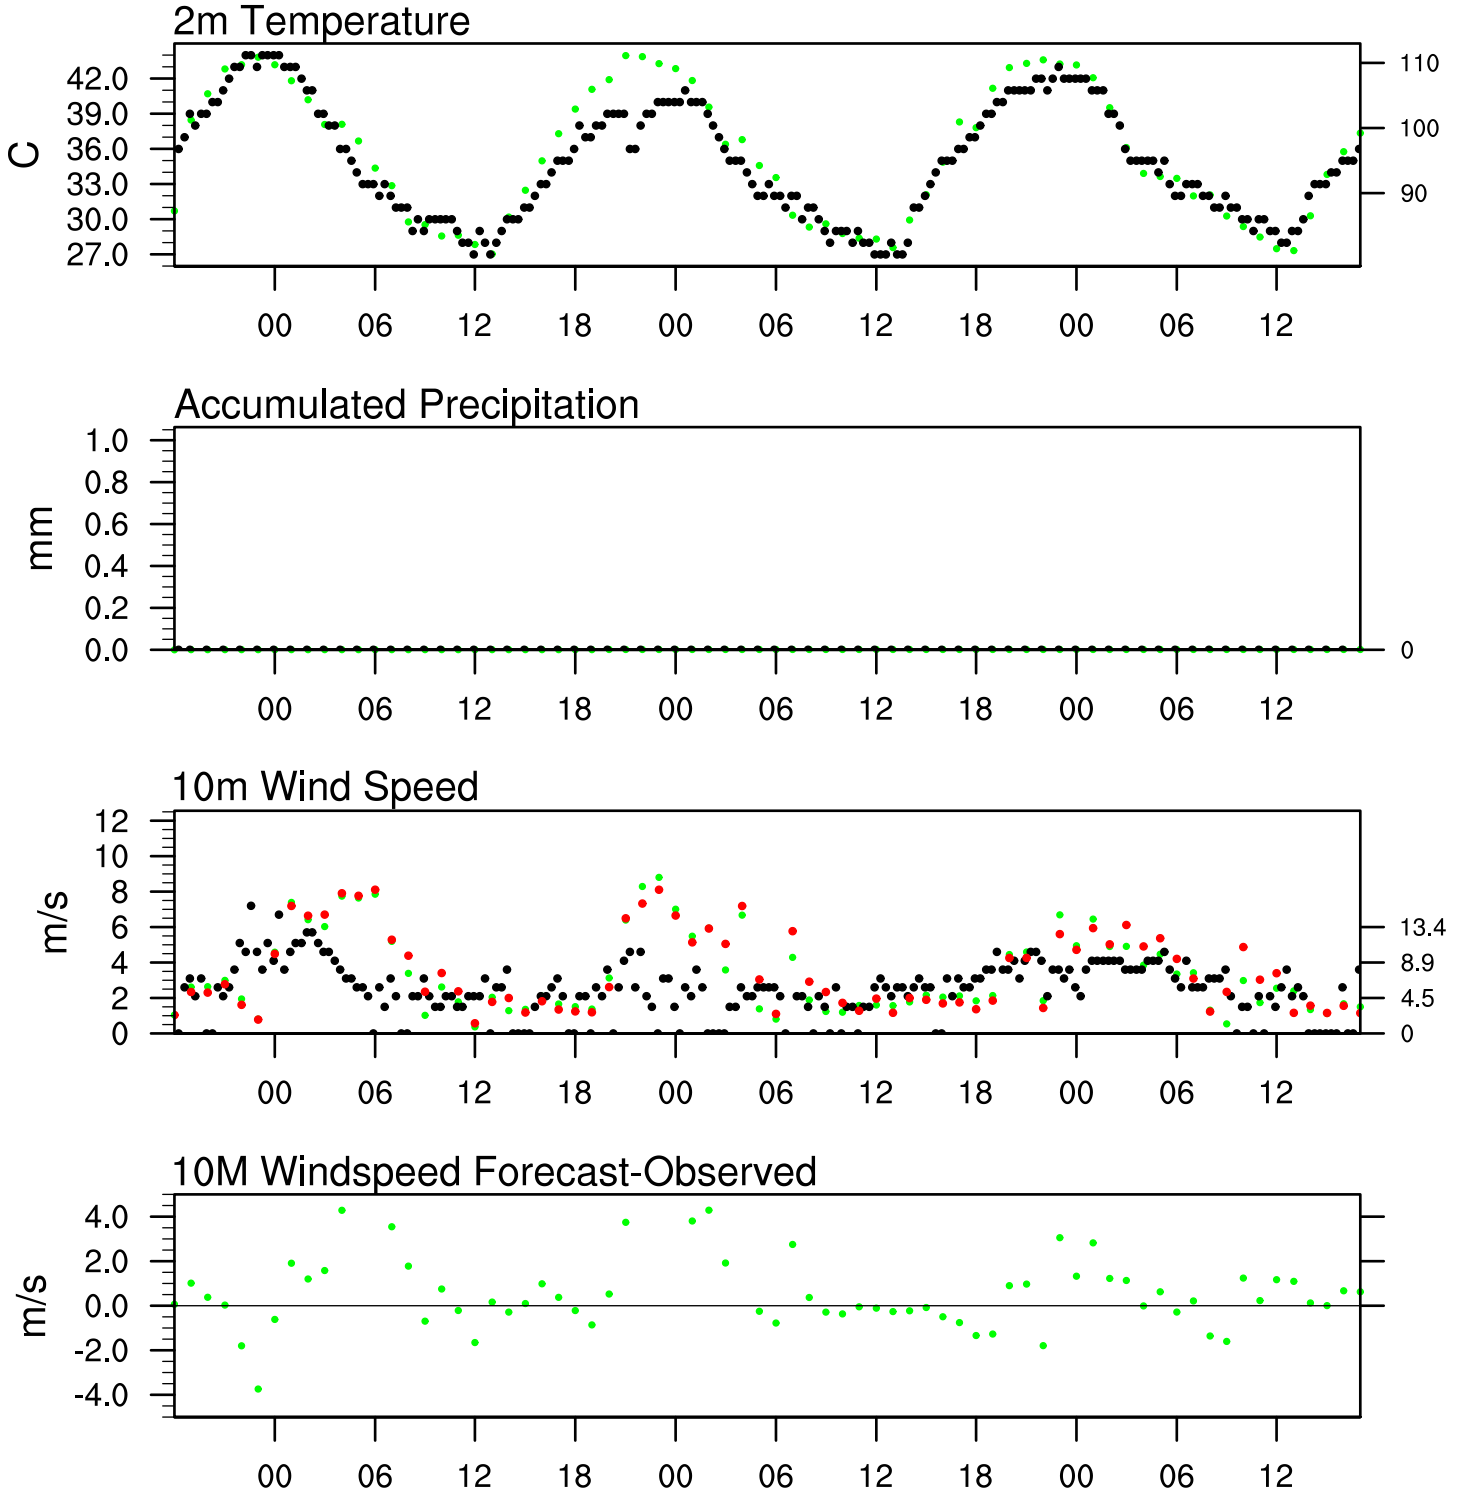 2m Temperature
42.0
39.0
36.0
33.0
30.0
27.0
C
110
100
90
00 06 12 18 00 06 12 18 00 06 12
Accumulated Precipitation
1.0
0.8
0.6
0.4
0.2
0.0
mm
0
00 06 12 18 00 06 12 18 00 06 12
10m Wind Speed
12
10
8
6
4
2
0
m/s
13.4
8.9
4.5
0
00 06 12 18 00 06 12 18 00 06 12
10M Windspeed Forecast-Observed
4.0
2.0
0.0
-2.0
-4.0
m/s
00 06 12 18 00 06 12 18 00 06 12